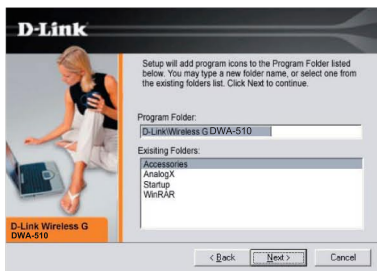 D-Link
Setup will add program icons to the Program Folder listed
below. You may type a new folder name, or select one from
the existing folders list. Click Next to continue.
Program Folder:
D-Link\Wireless G DWA-510
Exisiting Folders:
Accessories
AnalogX
Startup
WinRAR
D-Link Wireless G
DWA-510
< Back
Next >
Cancel